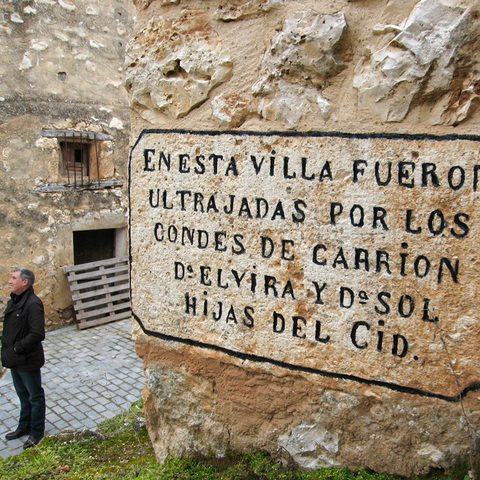 EN ESTA VILLA FUERON
ULTRAJADAS POR LOS
CONDES DE CARRION
Dª ELVIRA Y Dª SOL
HIJAS DEL CID.